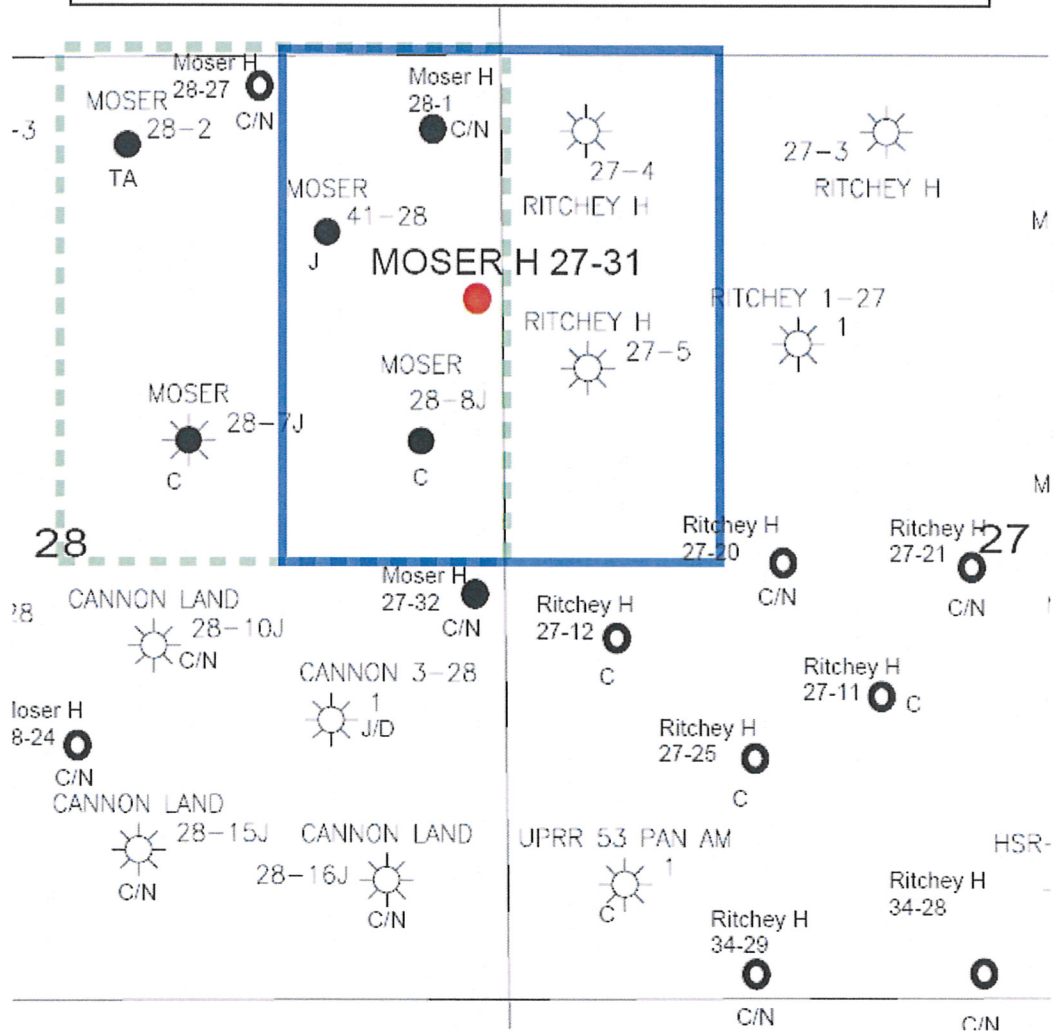 Moser H
28-27
C/N
MOSER
28-2
TA
-3
Moser H
28-1
C/N
27-4
RITCHEY H
27-3
RITCHEY H
MOSER
41-28
J
M
MOSER H 27-31
RITCHEY 1-27
1
RITCHEY H
27-5
MOSER
28-8J
C
MOSER
28-7J
C
M
28
Ritchey H
27-20
C/N
Ritchey H
27-21
C/N
27
Moser H
27-32
C/N
CANNON LAND
28-10J
C/N
28
Ritchey H
27-12
C
CANNON 3-28
1
J/D
Ritchey H
27-11
C
loser H
8-24
C/N
Ritchey H
27-25
C
CANNON LAND
28-15J
C/N
CANNON LAND
28-16J
C/N
UPRR 53 PAN AM
1
C
HSR-
Ritchey H
34-28
C/N
Ritchey H
34-29
C/N